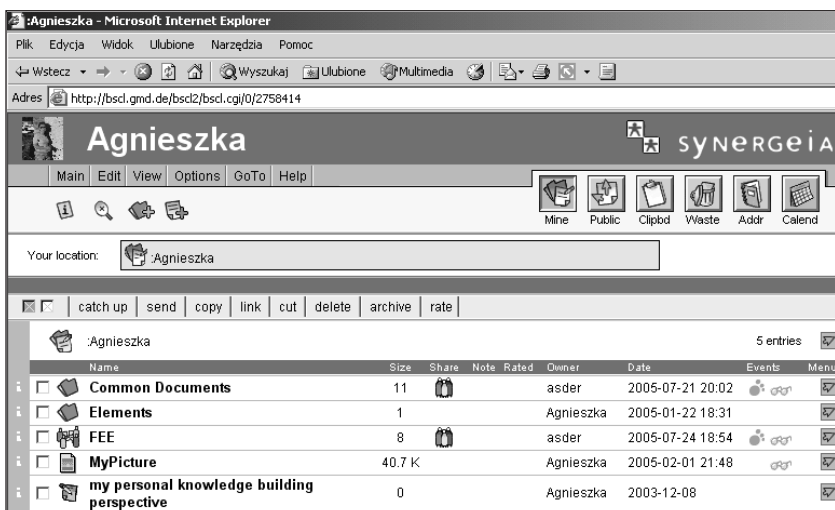 :Agnieszka - Microsoft Internet Explorer
Plik Edycja Widok Ulubione Narzędzia Pomoc
Wstecz Wyszukaj Ulubione Multimedia
Adres http://bscl.gmd.de/bscl2/bscl.cgi/0/2758414
Agnieszka synergeia
Main Edit View Options GoTo Help
Mine Public Clipbd Waste Addr Calend
Your location: :Agnieszka
catch up send copy link cut delete archive rate
:Agnieszka 5 entries
Name Size Share Note Rated Owner Date Events Menu
Common Documents 11 asder 2005-07-21 20:02
Elements 1 Agnieszka 2005-01-22 18:31
FEE 8 asder 2005-07-24 18:54
MyPicture 40.7 K Agnieszka 2005-02-01 21:48
my personal knowledge building
perspective 0 Agnieszka 2003-12-08